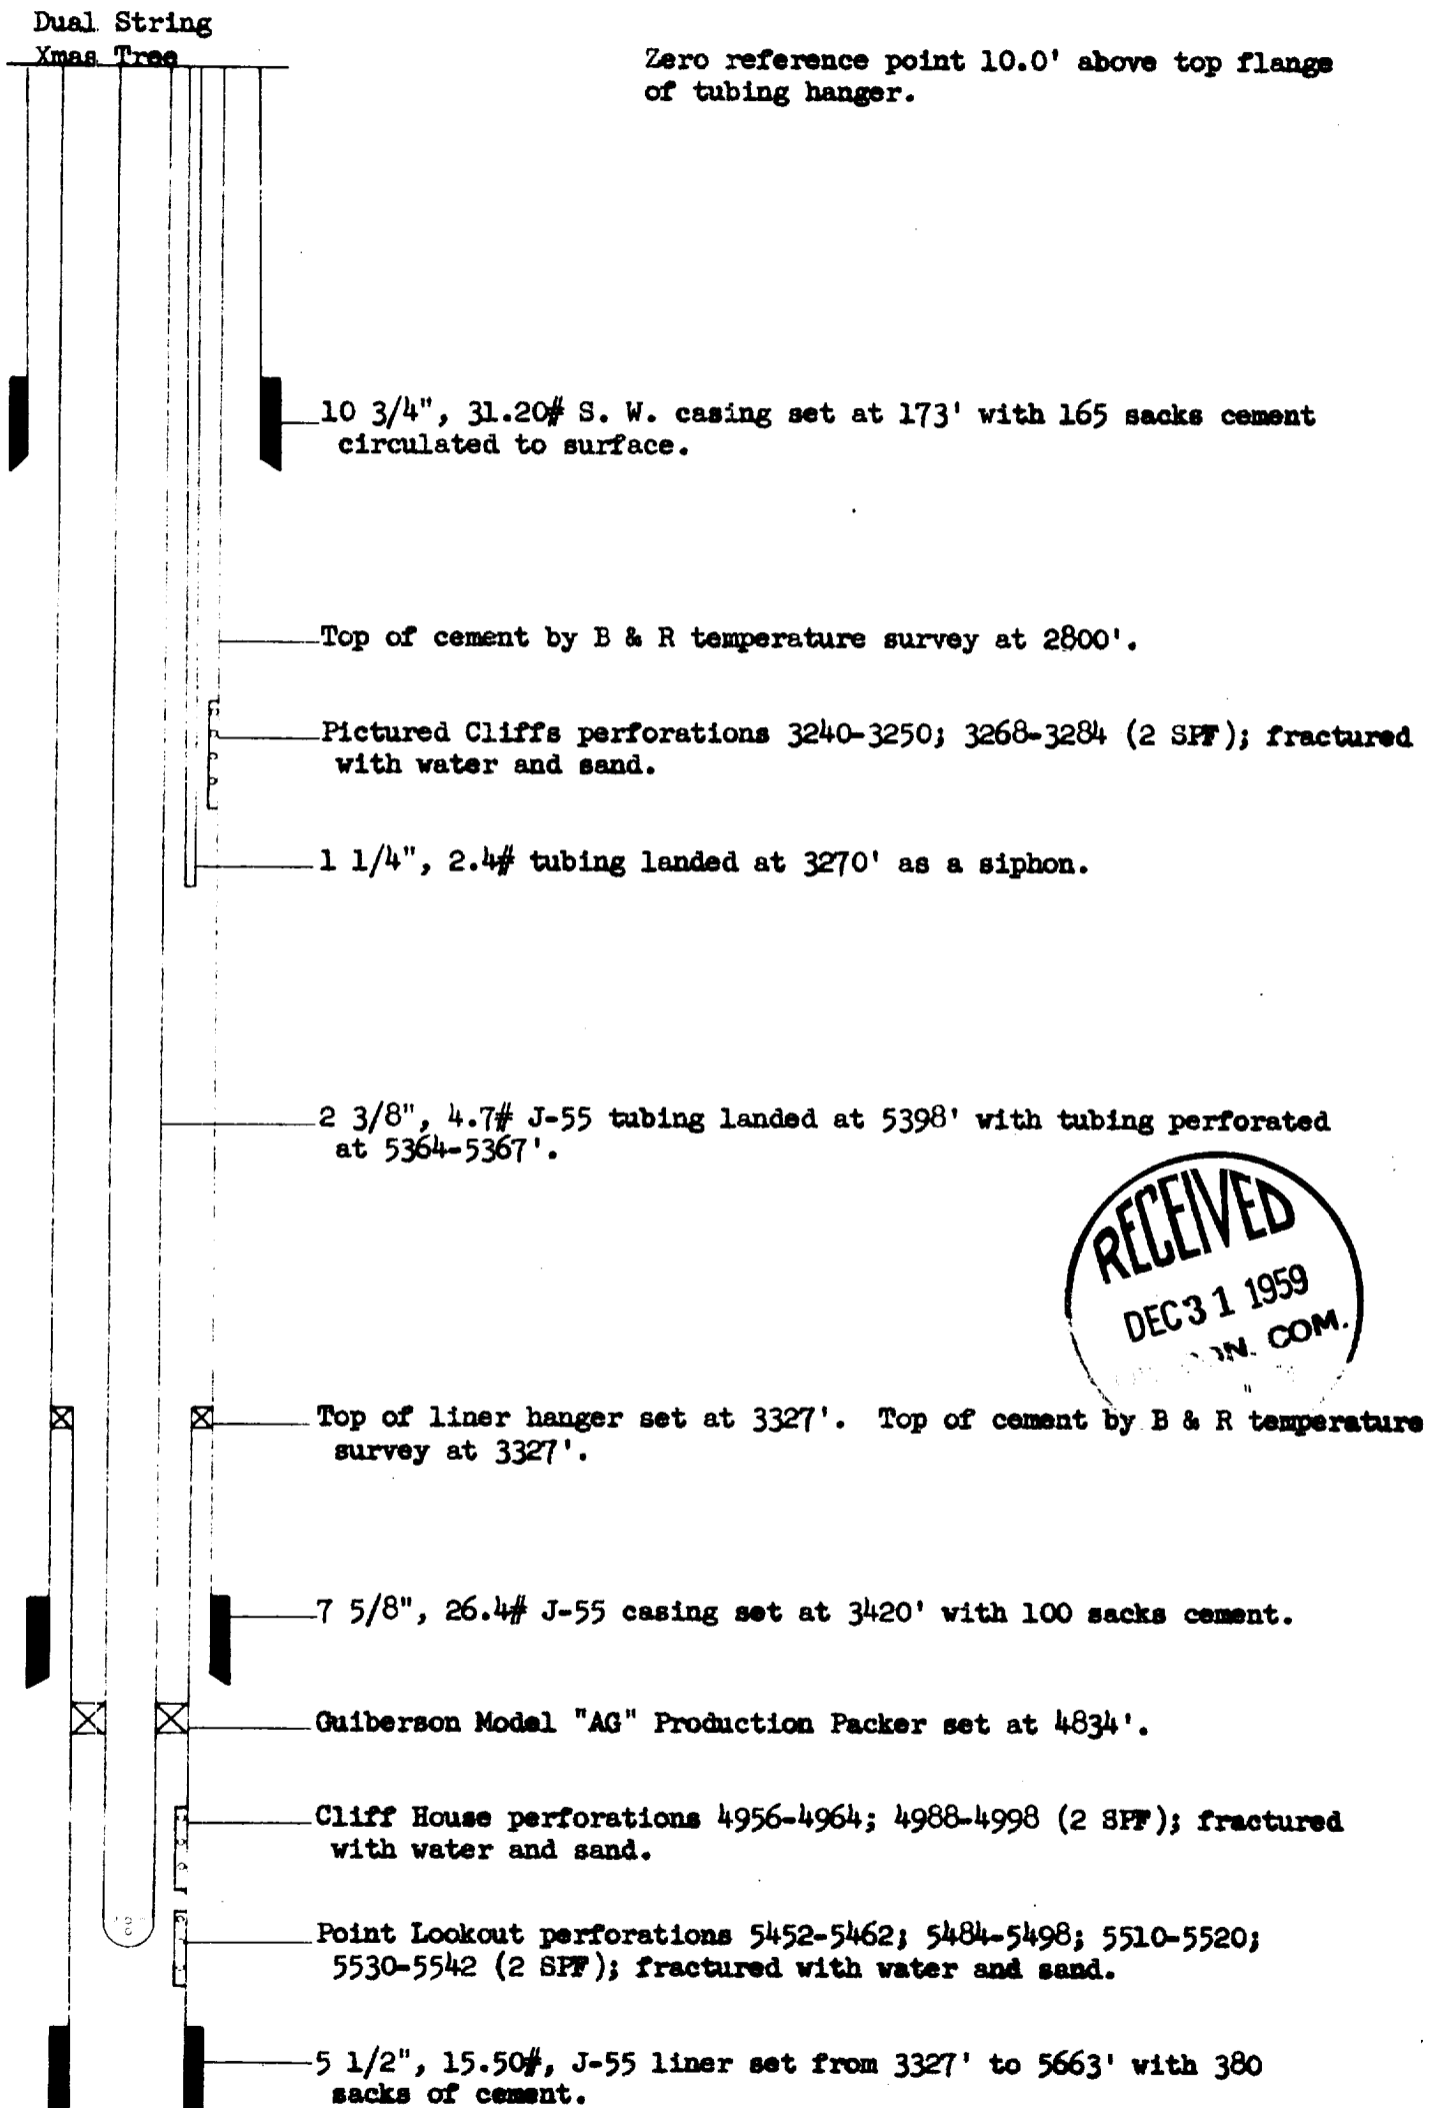 Dual String
Xmas Tree
Zero reference point 10.0' above top flange
of tubing hanger.
10 3/4", 31.20# S. W. casing set at 173' with 165 sacks cement
circulated to surface.
Top of cement by B & R temperature survey at 2800'.
Pictured Cliffs perforations 3240-3250; 3268-3284 (2 SPF); fractured
with water and sand.
1 1/4", 2.4# tubing landed at 3270' as a siphon.
2 3/8", 4.7# J-55 tubing landed at 5398' with tubing perforated
at 5364-5367'.
RECEIVED
DEC 31 1959
COM.
Top of liner hanger set at 3327'. Top of cement by B & R temperature
survey at 3327'.
7 5/8", 26.4# J-55 casing set at 3420' with 100 sacks cement.
Guiberson Model "AG" Production Packer set at 4834'.
Cliff House perforations 4956-4964; 4988-4998 (2 SPF); fractured
with water and sand.
Point Lookout perforations 5452-5462; 5484-5498; 5510-5520;
5530-5542 (2 SPF); fractured with water and sand.
5 1/2", 15.50#, J-55 liner set from 3327' to 5663' with 380
sacks of cement.